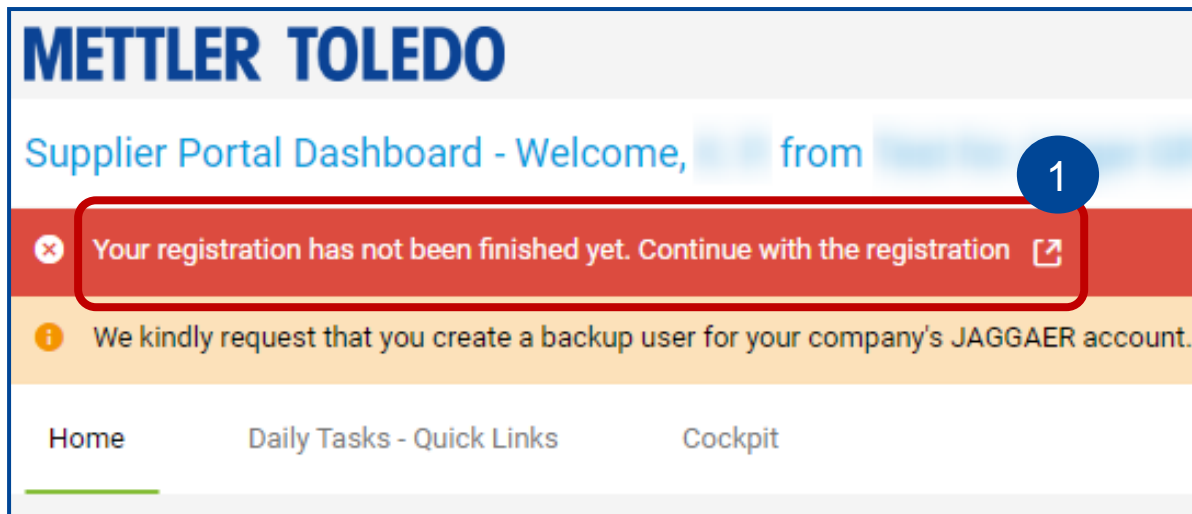 METTLER TOLEDO
Supplier Portal Dashboard - Welcome, from
1
Your registration has not been finished yet. Continue with the registration
We kindly request that you create a backup user for your company's JAGGAER account.
Home Daily Tasks - Quick Links Cockpit